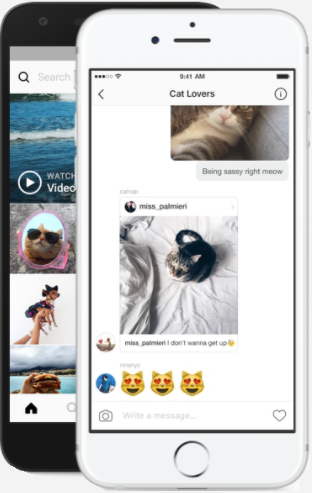 Search
WATCH
Video
9:41 AM
Cat Lovers
Being sassy right meow
catnap
miss_palmieri
miss_palmieri I don't wanna get up😴
Write a message...